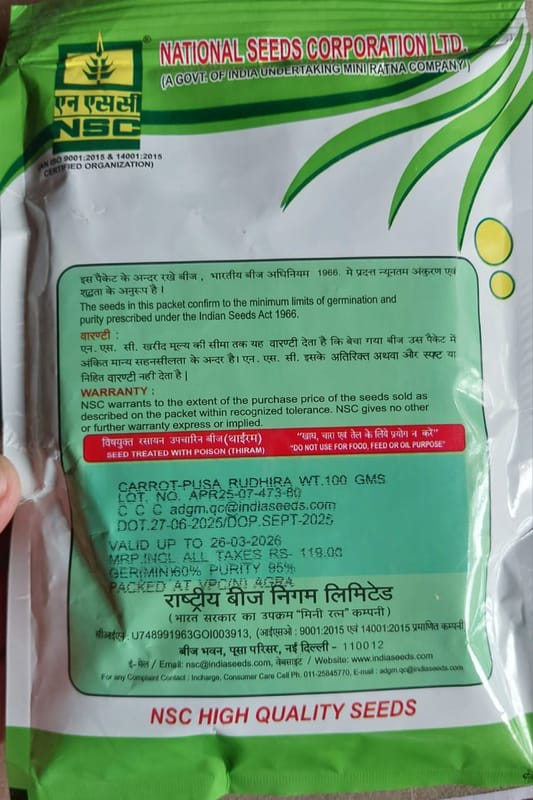 NATIONAL SEEDS CORPORATION LTD.
(A GOVT. OF INDIA UNDERTAKING MINI RATNA COMPANY)
®
एन एस सी
NSC
(AN ISO 9001:2015 & 14001:2015
CERTIFIED ORGANIZATION)
इस पैकेट के अन्दर रखे बीज , भारतीय बीज अधिनियम 1966. में प्रदत्त न्यूनतम अंकुरण एवं
शुद्धता के अनुरूप है ।
The seeds in this packet confirm to the minimum limits of germination and
purity prescribed under the Indian Seeds Act 1966.
वारण्टी :
एन. एस. सी. खरीद मूल्य की सीमा तक यह वारण्टी देता है कि बेचा गया बीज उस पैकेट में
अंकित मान्य सहनसीलता के अन्दर है। एन. एस. सी. इसके अतिरिक्त अथवा और स्पष्ट या
निहित वारण्टी नहीं देता है |
WARRANTY :
NSC warrants to the extent of the purchase price of the seeds sold as
described on the packet within recognized tolerance. NSC gives no other
or further warranty express or implied.
विषयुक्त रसायन उपचारित बीज (थाईरम) "खाद्य, चारा एवं तेल के लिये प्रयोग न करें"
SEED TREATED WITH POISON (THIRAM) "DO NOT USE FOR FOOD, FEED OR OIL PURPOSE"
CARROT-PUSA RUDHIRA WT.100 GMS
LOT. NO. APR25-07-473-80
C C C adgm.qc@indiaseeds.com
DOT.27-06-2025/DOP.SEPT-2025
VALID UP TO 26-03-2026
MRP.INCL ALL TAXES RS- 119.00
GER(MIN)60% PURITY 95%
PACKED AT VPC(N) AGRA
राष्ट्रीय बीज निगम लिमिटेड
(भारत सरकार का उपक्रम "मिनी रत्न" कम्पनी)
सीआईएन : U748991963GOI003913, (आईएसओ : 9001:2015 एवं 14001:2015 प्रमाणित कम्पनी
बीज भवन, पूसा परिसर, नई दिल्ली - 110012
ई- मेल / Email: nsc@indiaseeds.com, वेबसाइट / Website: www.indiaseeds.com
For any Complaint Contact : Incharge, Consumer Care Cell Ph. 011-25845770, E-mail : adgm.qc@indiaseeds.com
NSC HIGH QUALITY SEEDS